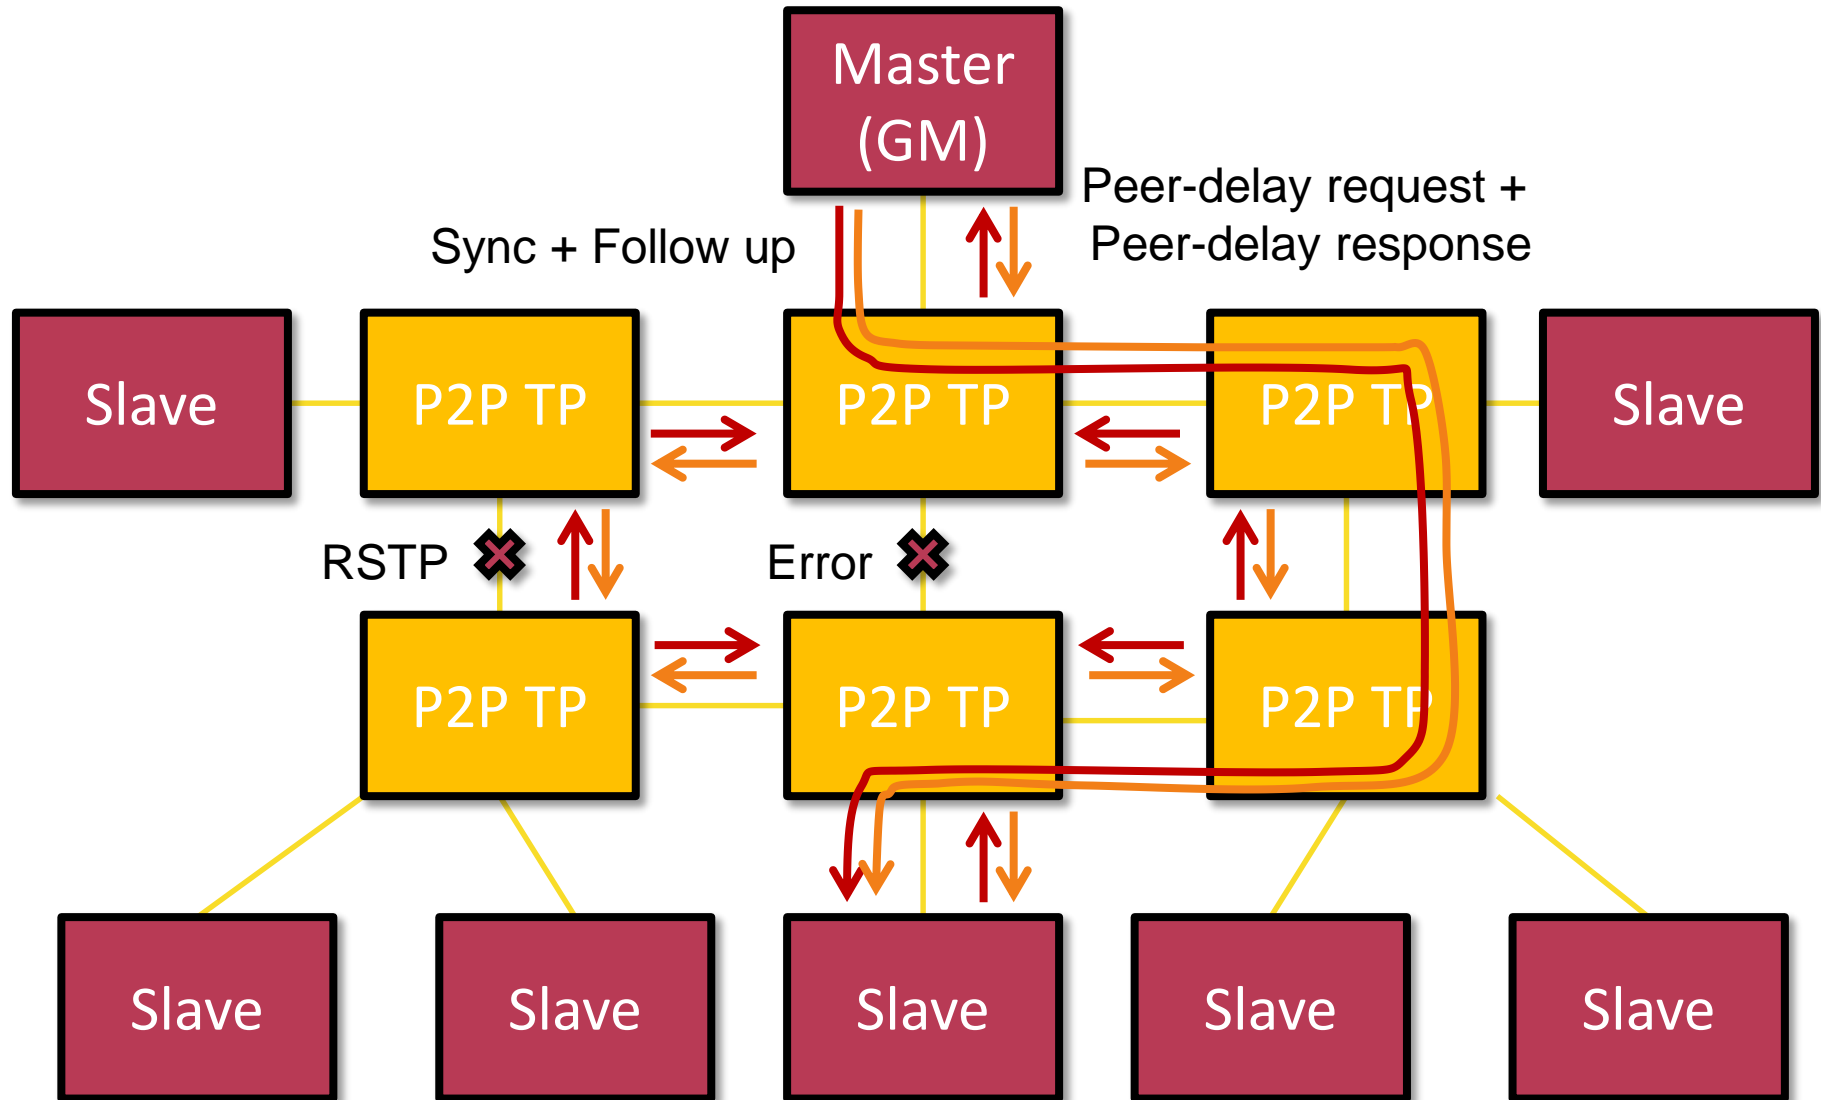 Master
(GM)
Peer-delay request +
Peer-delay response
Sync + Follow up
Slave
P2P TP
P2P TP
P2P TP
Slave
RSTP
Error
P2P TP
P2P TP
P2P TP
Slave
Slave
Slave
Slave
Slave